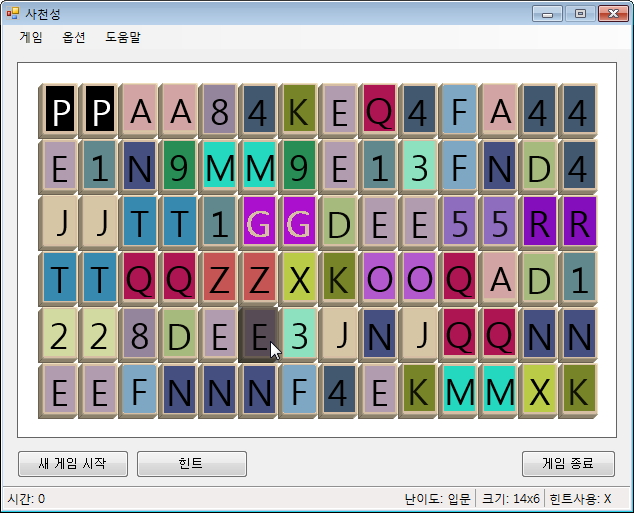 사천성
게임 옵션 도움말
P P A A 8 4 K E Q 4 F A 4 4
E 1 N 9 M M 9 E 1 3 F N D 4
J J T T 1 G G D E E 5 5 R R
T T Q Q Z Z X K O O Q A D 1
2 2 8 D E E 3 J N J Q Q N N
E E F N N N F 4 E K M M X K
새 게임 시작 힌트 게임 종료
시간: 0 난이도: 입문 크기: 14x6 힌트사용: X